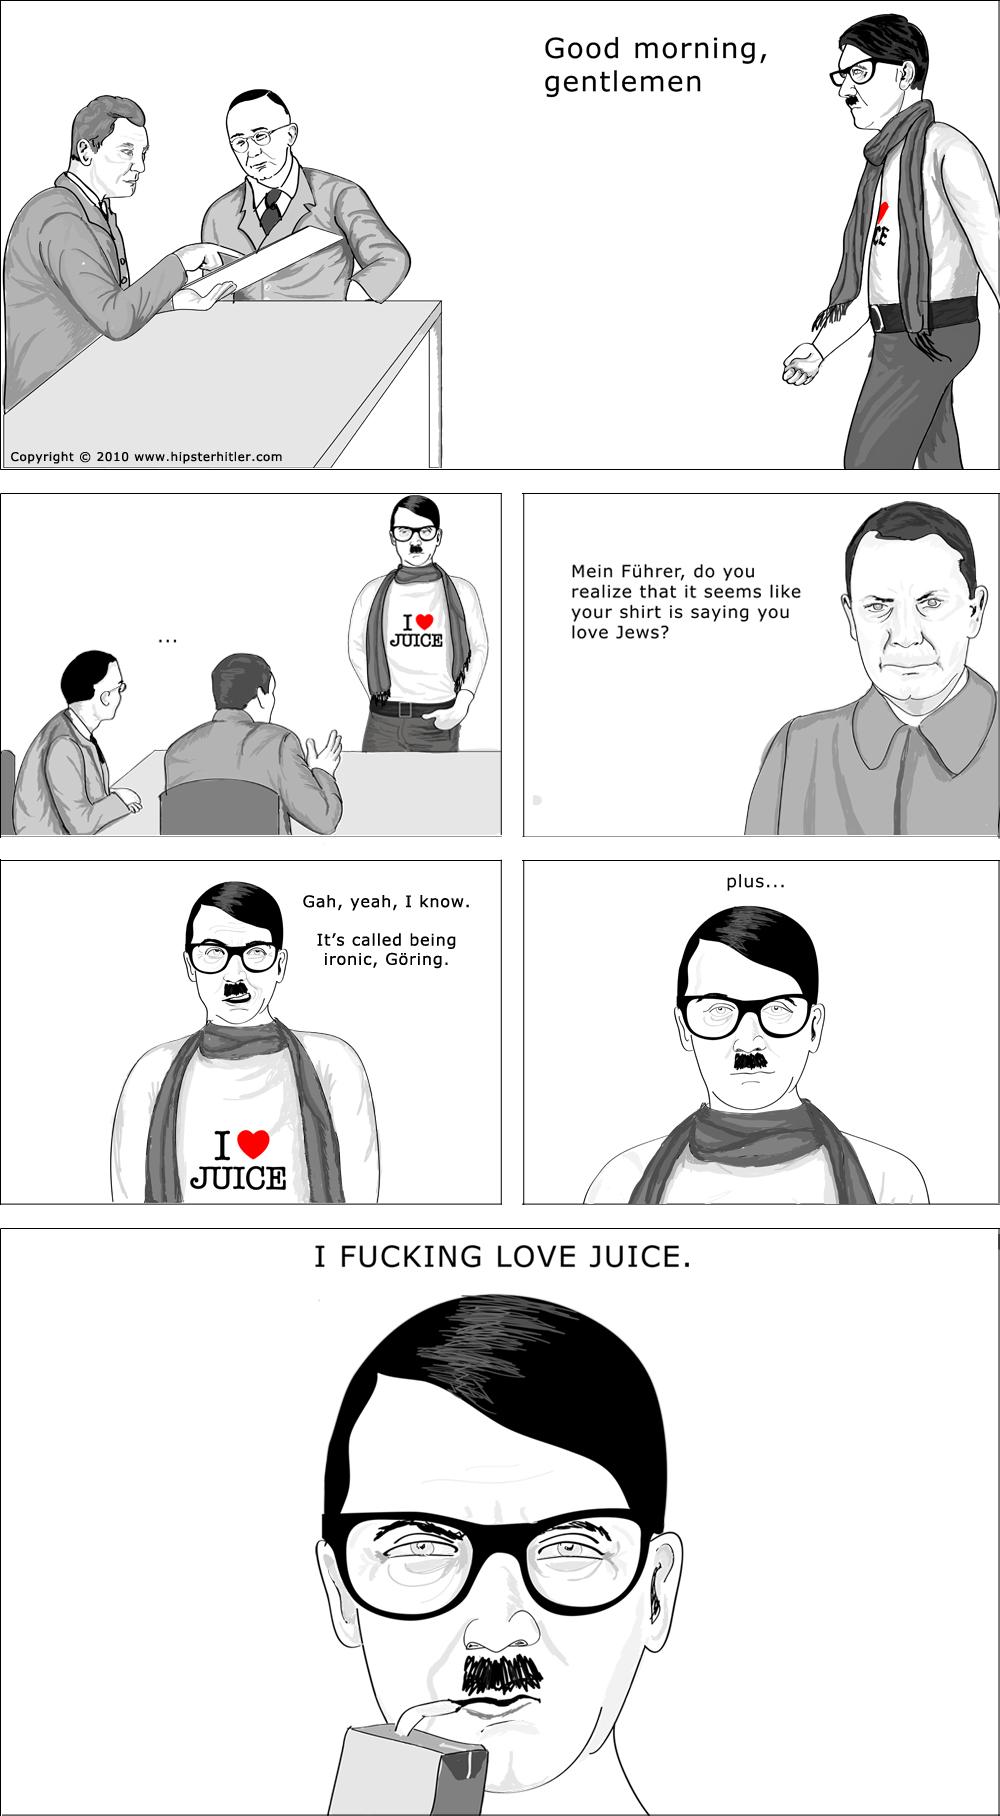 Good morning,
gentlemen
CE
Copyright © 2010 www.hipsterhitler.com
...
I ♥
JUICE
Mein Führer, do you
realize that it seems like
your shirt is saying you
love Jews?
Gah, yeah, I know.
It's called being
ironic, Göring.
I ♥
JUICE
plus...
I FUCKING LOVE JUICE.